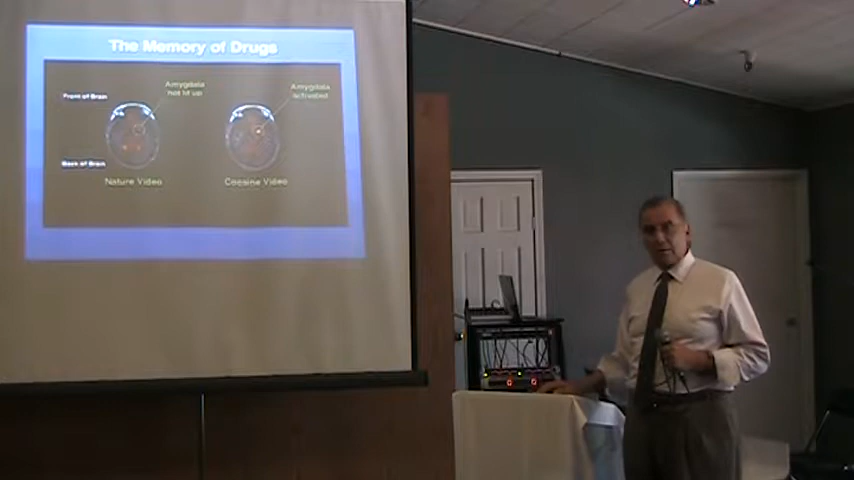 The Memory of Drugs
Amygdala
not lit up
Amygdala
activated
Front of Brain
Back of Brain
Nature Video
Cocaine Video